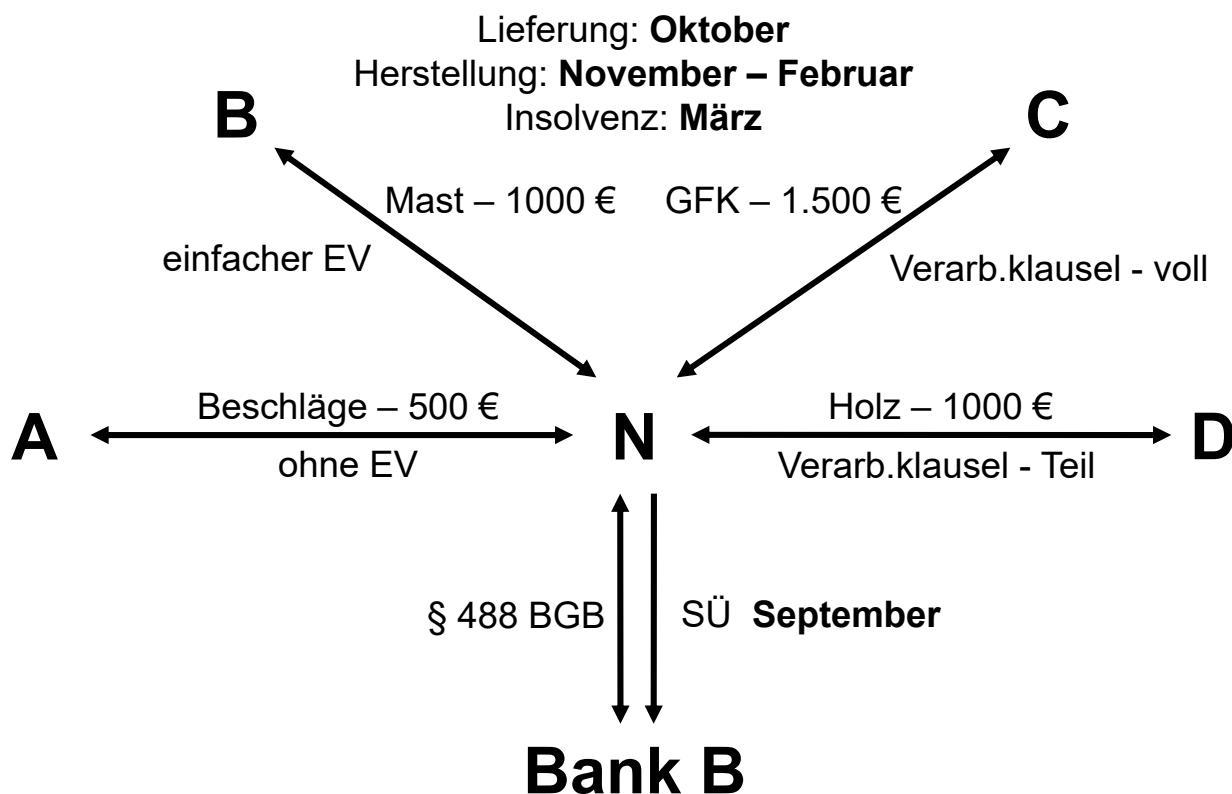 Lieferung: Oktober
Herstellung: November – Februar
Insolvenz: März
B
C
Mast – 1000 €
GFK – 1.500 €
einfacher EV
Verarb.klausel - voll
A
Beschläge – 500 €
ohne EV
N
Holz – 1000 €
Verarb.klausel - Teil
D
§ 488 BGB
SÜ September
Bank B